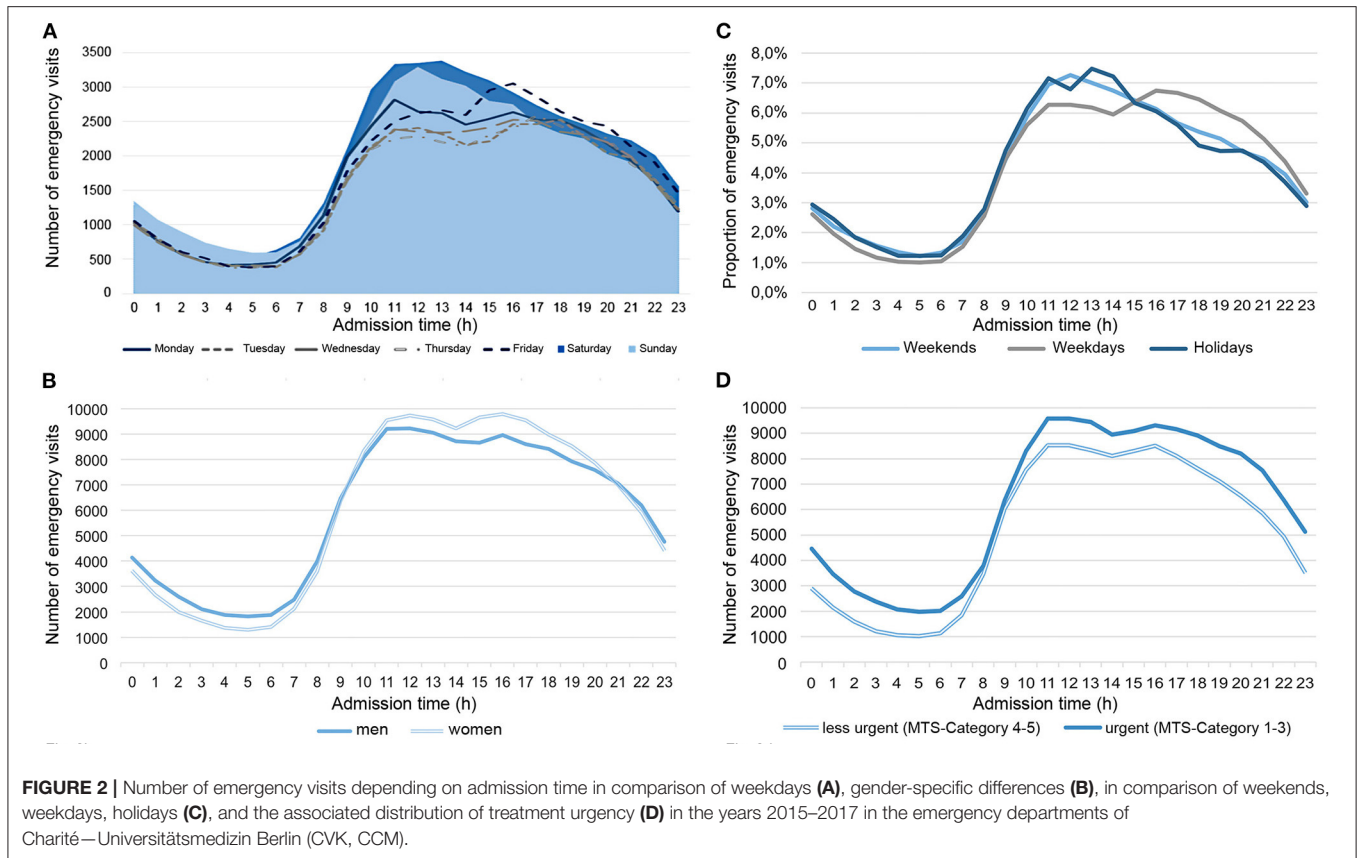 A
Number of emergency visits
3500
3000
2500
2000
1500
1000
500
0
0 1 2 3 4 5 6 7 8 9 10 11 12 13 14 15 16 17 18 19 20 21 22 23
Admission time (h)
Monday Tuesday Wednesday Thursday Friday Saturday Sunday
C
Proportion of emergency visits
8,0%
7,0%
6,0%
5,0%
4,0%
3,0%
2,0%
1,0%
0,0%
0 1 2 3 4 5 6 7 8 9 10 11 12 13 14 15 16 17 18 19 20 21 22 23
Admission time (h)
Weekends Weekdays Holidays
B
Number of emergency visits
10000
9000
8000
7000
6000
5000
4000
3000
2000
1000
0
0 1 2 3 4 5 6 7 8 9 10 11 12 13 14 15 16 17 18 19 20 21 22 23
Admission time (h)
men women
D
Number of emergency visits
10000
9000
8000
7000
6000
5000
4000
3000
2000
1000
0
0 1 2 3 4 5 6 7 8 9 10 11 12 13 14 15 16 17 18 19 20 21 22 23
Admission time (h)
less urgent (MTS-Category 4-5) urgent (MTS-Category 1-3)
FIGURE 2 | Number of emergency visits depending on admission time in comparison of weekdays (A), gender-specific differences (B), in comparison of weekends,
weekdays, holidays (C), and the associated distribution of treatment urgency (D) in the years 2015–2017 in the emergency departments of
Charité—Universitätsmedizin Berlin (CVK, CCM).